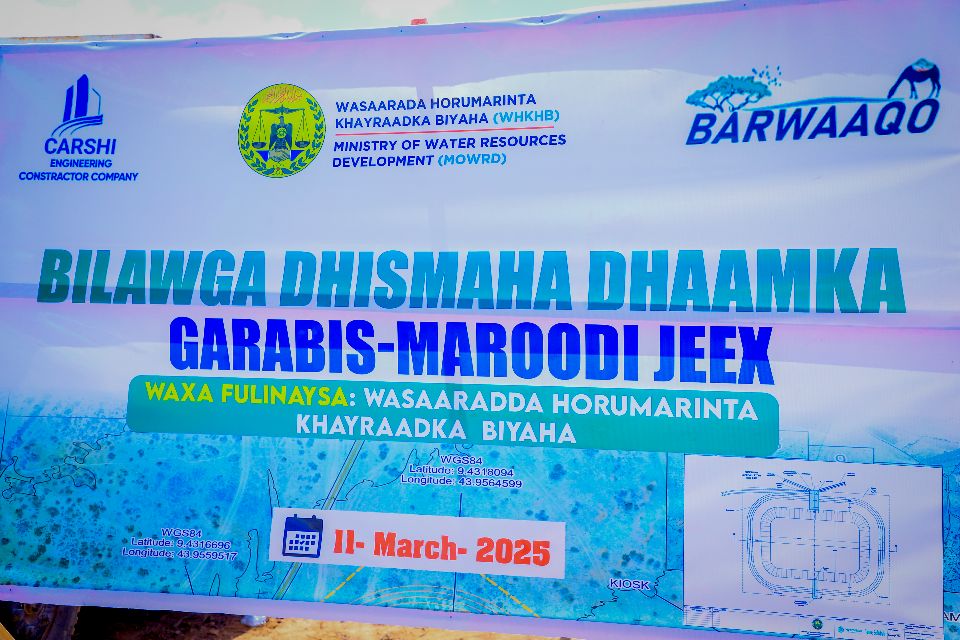 CARSHI
ENGINEERING
CONTRACTOR COMPANY
WASAARADA HORUMARINTA
KHAYRAADKA BIYAHA (WHKHB)
MINISTRY OF WATER RESOURCES
DEVELOPMENT (MOWRD)
BARWAAQO
BILAWGA DHISMAHA DHAAMKA
GARABIS-MAROODI JEEX
WAXA FULINAYSA: WASAARADDA HORUMARINTA
KHAYRAADKA BIYAHA
WGS84
Latitude: 9.4318094
Longitude: 43.9564599
WGS84
Latitude: 9.4316696
Longitude: 43.9559517
11- March- 2025
KIOSK